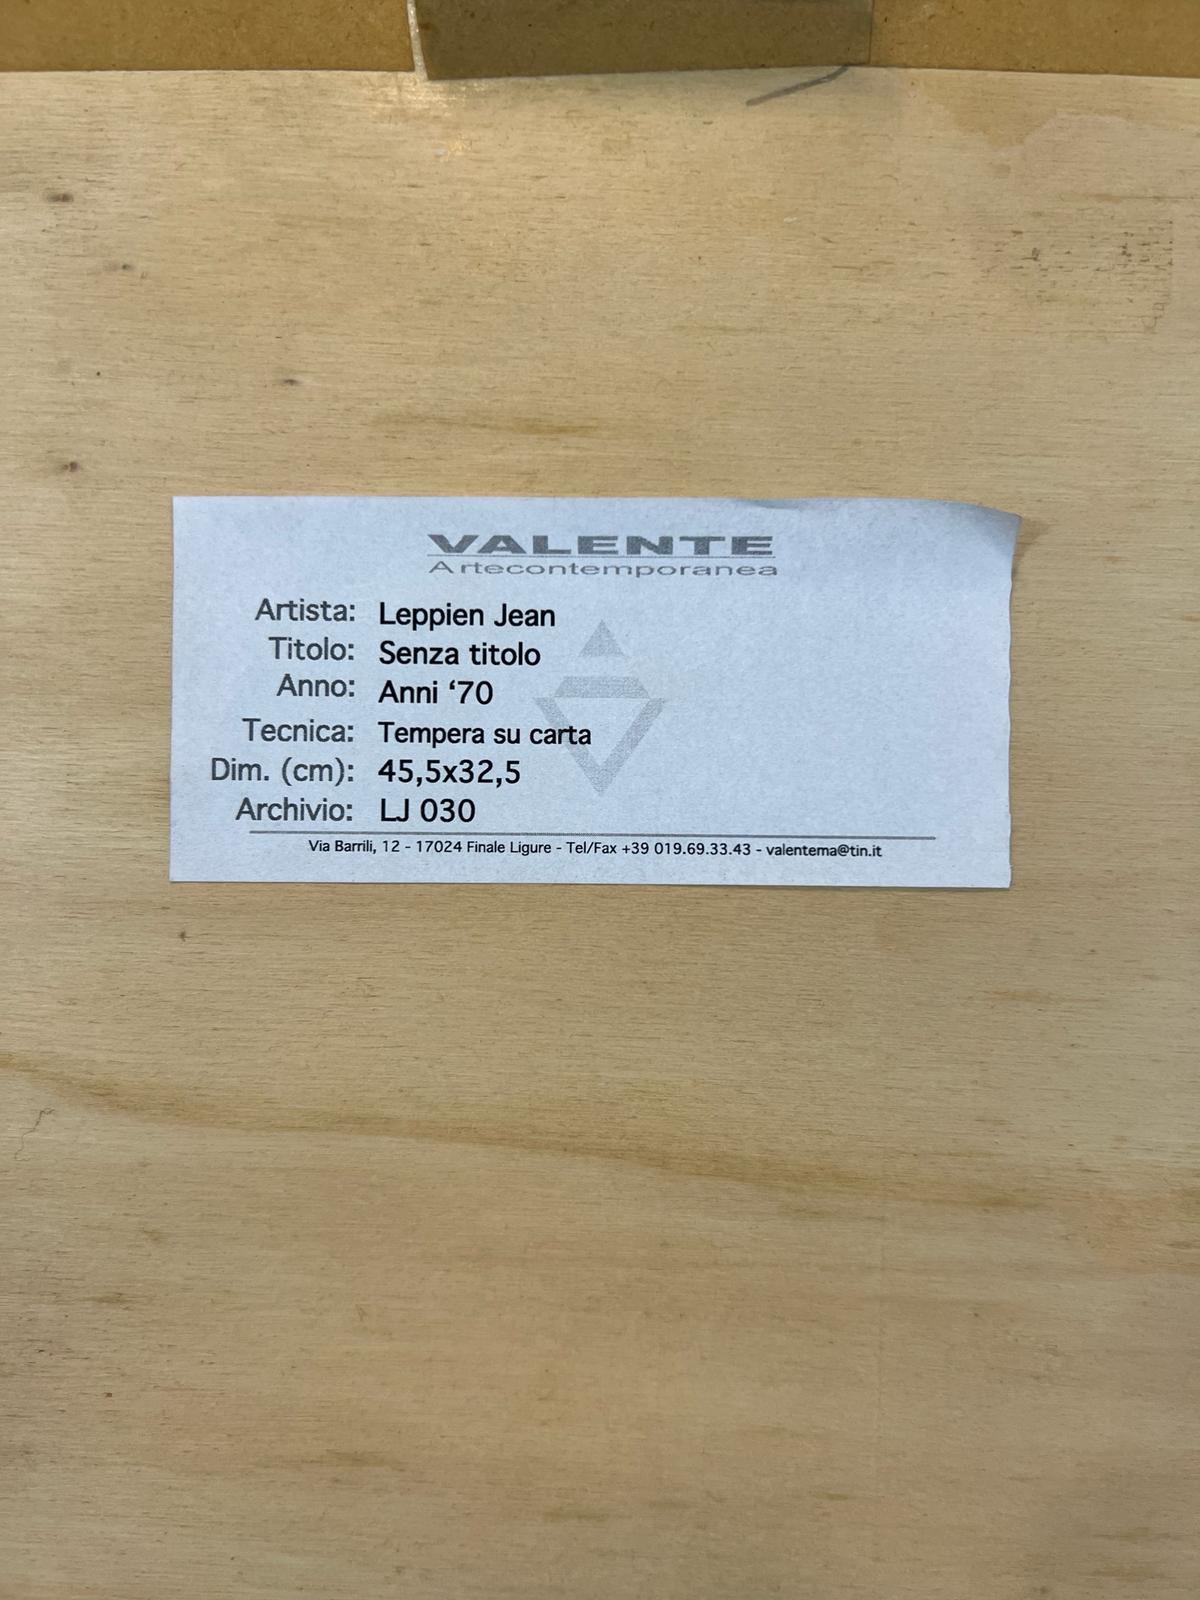 VALENTE
Artecontemporanea
Artista: Leppien Jean
Titolo: Senza titolo
Anno: Anni ‘70
Tecnica: Tempera su carta
Dim. (cm): 45,5x32,5
Archivio: LJ 030
Via Barrili, 12 - 17024 Finale Ligure - Tel/Fax +39 019.69.33.43 - valentema@tin.it